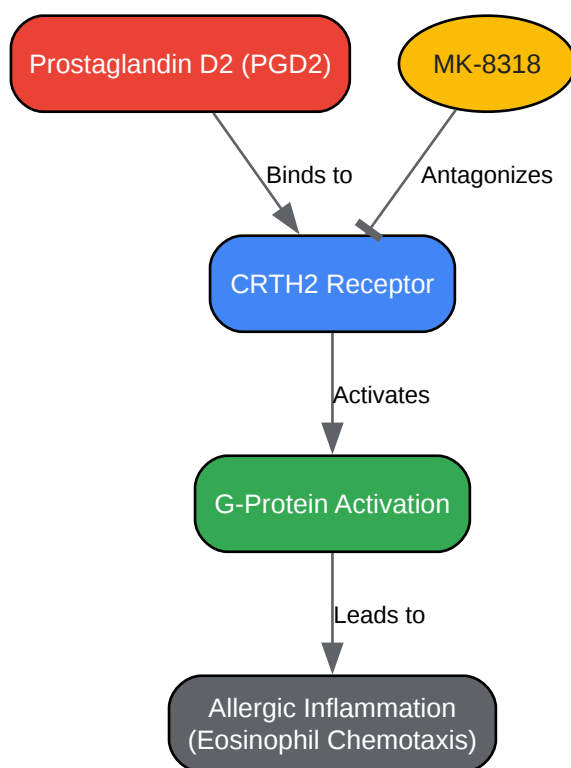 Prostaglandin D2 (PGD2)
MK-8318
Binds to
Antagonizes
CRTH2 Receptor
Activates
G-Protein Activation
Leads to
Allergic Inflammation
(Eosinophil Chemotaxis)